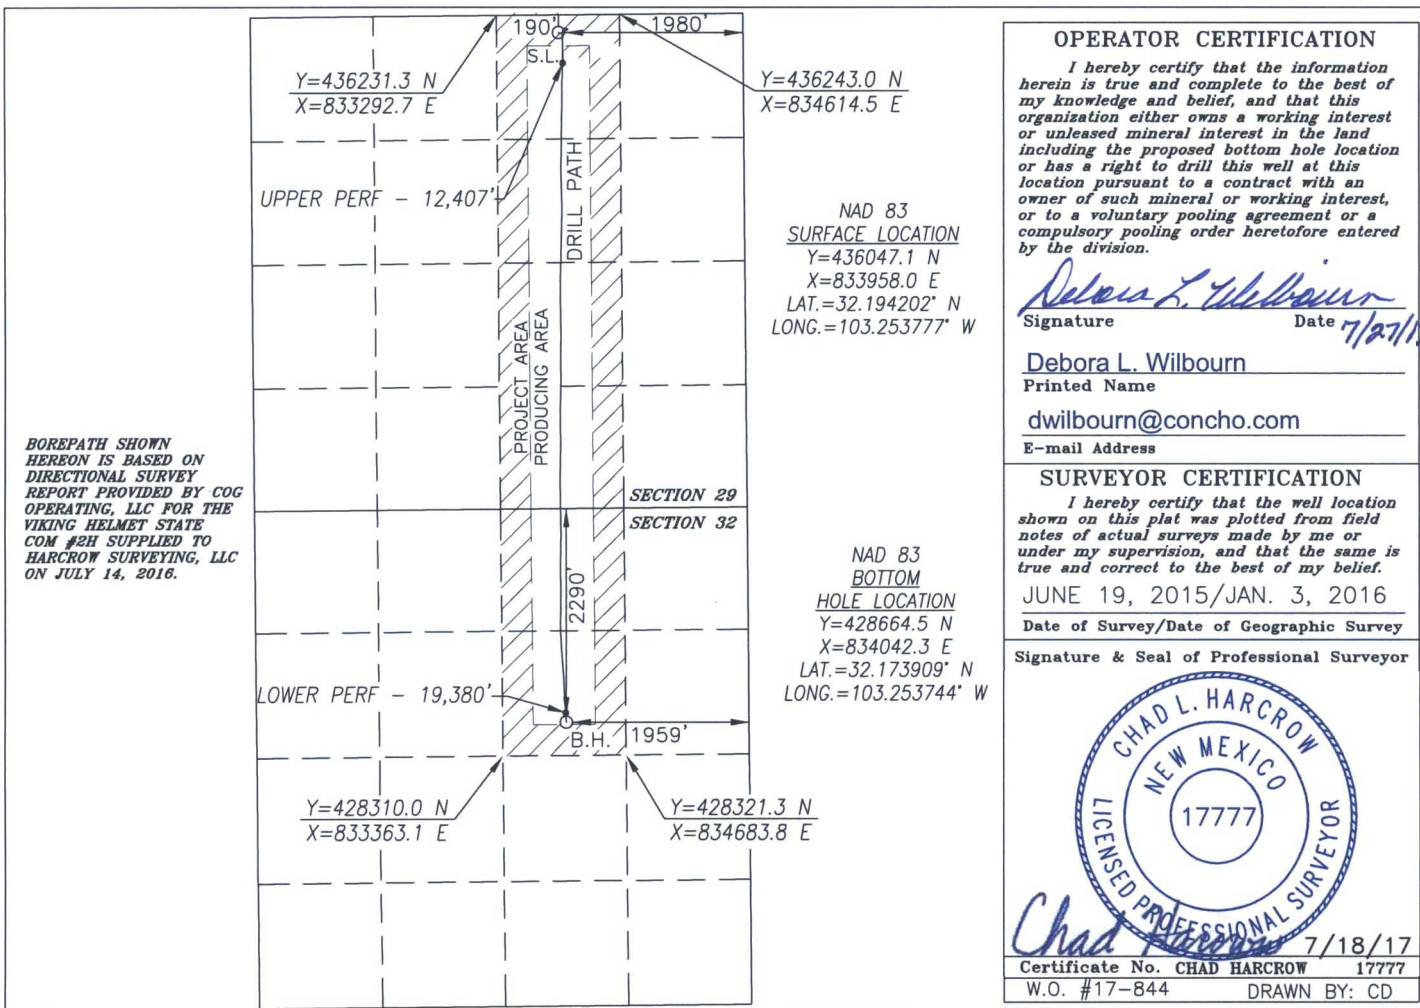 190'
1980'
S.L.
Y=436231.3 N
X=833292.7 E
Y=436243.0 N
X=834614.5 E
UPPER PERF - 12,407'
DRILL PATH
PROJECT AREA
PRODUCING AREA
NAD 83
SURFACE LOCATION
Y=436047.1 N
X=833958.0 E
LAT.=32.194202° N
LONG.=103.253777° W
BOREPATH SHOWN
HEREON IS BASED ON
DIRECTIONAL SURVEY
REPORT PROVIDED BY COG
OPERATING, LLC FOR THE
VIKING HELMET STATE
COM #2H SUPPLIED TO
HARCROW SURVEYING, LLC
ON JULY 14, 2016.
SECTION 29
SECTION 32
2290'
NAD 83
BOTTOM
HOLE LOCATION
Y=428664.5 N
X=834042.3 E
LAT.=32.173909° N
LONG.=103.253744° W
LOWER PERF - 19,380'
B.H.
1959'
Y=428310.0 N
X=833363.1 E
Y=428321.3 N
X=834683.8 E
OPERATOR CERTIFICATION
I hereby certify that the information
herein is true and complete to the best of
my knowledge and belief, and that this
organization either owns a working interest
or unleased mineral interest in the land
including the proposed bottom hole location
or has a right to drill this well at this
location pursuant to a contract with an
owner of such mineral or working interest,
or to a voluntary pooling agreement or a
compulsory pooling order heretofore entered
by the division.
Debora L. Wilbourn
Signature Date 7/27/1
Debora L. Wilbourn
Printed Name
dwilbourn@concho.com
E-mail Address
SURVEYOR CERTIFICATION
I hereby certify that the well location
shown on this plat was plotted from field
notes of actual surveys made by me or
under my supervision, and that the same is
true and correct to the best of my belief.
JUNE 19, 2015/JAN. 3, 2016
Date of Survey/Date of Geographic Survey
Signature & Seal of Professional Surveyor
CHAD L. HARCROW
NEW MEXICO
17777
LICENSED PROFESSIONAL SURVEYOR
Chad Harcrow 7/18/17
Certificate No. CHAD HARCROW 17777
W.O. #17-844 DRAWN BY: CD